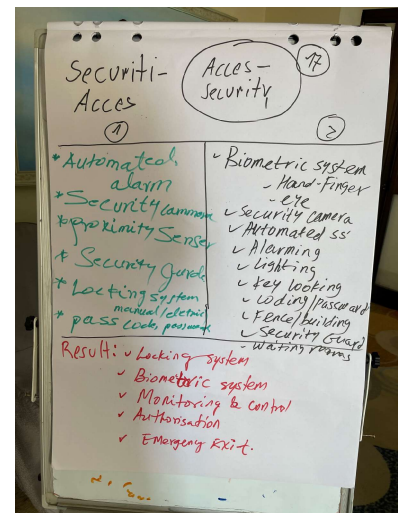 Securiti-
Acces
Acces-
security
17
1
2
* Automated
alarm
* Security cammera
* proximity Senser
* Security
* Locking system
manual/eletric
* pass code, password
✓ Biometric system
- Hand-Finger
- eye
✓ Security camera
✓ Automated ss
✓ Alarming
✓ Lighting
✓ Key looking
✓ Coding/password
✓ Fence/building
✓ Security Guard
- Waiting rooms
Result: ✓ Locking system
✓ Biometric system
✓ Monitoring & control
✓ Authorisation
✓ Emergeny Exit.